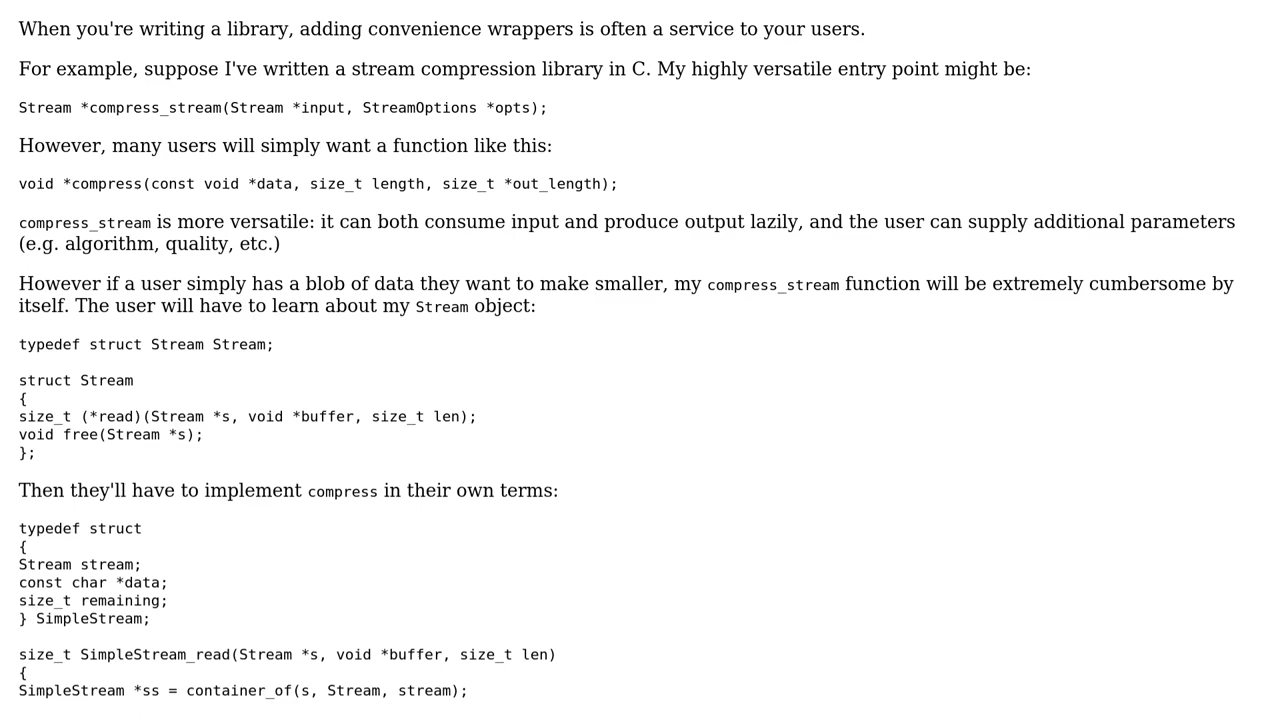 When you're writing a library, adding convenience wrappers is often a service to your users.
For example, suppose I've written a stream compression library in C. My highly versatile entry point might be:
Stream *compress_stream(Stream *input, StreamOptions *opts);
However, many users will simply want a function like this:
void *compress(const void *data, size_t length, size_t *out_length);
compress_stream is more versatile: it can both consume input and produce output lazily, and the user can supply additional parameters
(e.g. algorithm, quality, etc.)
However if a user simply has a blob of data they want to make smaller, my compress_stream function will be extremely cumbersome by
itself. The user will have to learn about my Stream object:
typedef struct Stream Stream;
struct Stream
{
size_t (*read)(Stream *s, void *buffer, size_t len);
void free(Stream *s);
};
Then they'll have to implement compress in their own terms:
typedef struct
{
Stream stream;
const char *data;
size_t remaining;
} SimpleStream;
size_t SimpleStream_read(Stream *s, void *buffer, size_t len)
{
SimpleStream *ss = container_of(s, Stream, stream);